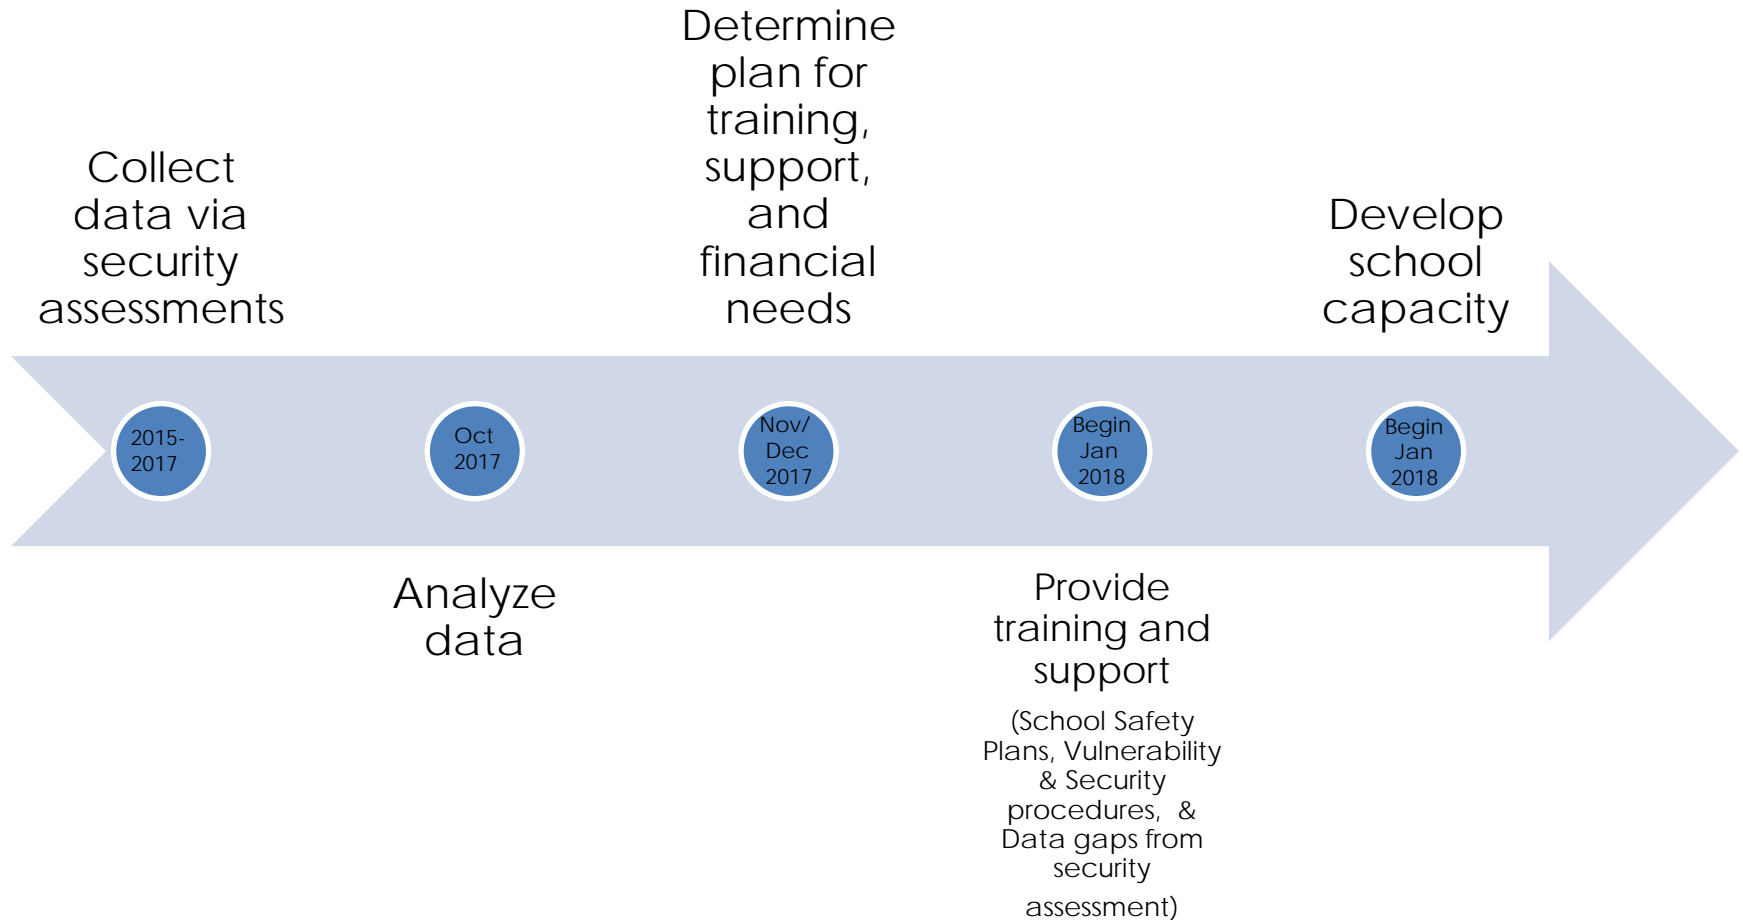 Collect
data via
security
assessments
2015-
2017
Oct
2017
Analyze
data
Determine
plan for
training,
support,
and
financial
needs
Nov/
Dec
2017
Begin
Jan
2018
Provide
training and
support
(School Safety
Plans, Vulnerability
& Security
procedures,  &
Data gaps from
security
assessment)
Develop
school
capacity
Begin
Jan
2018